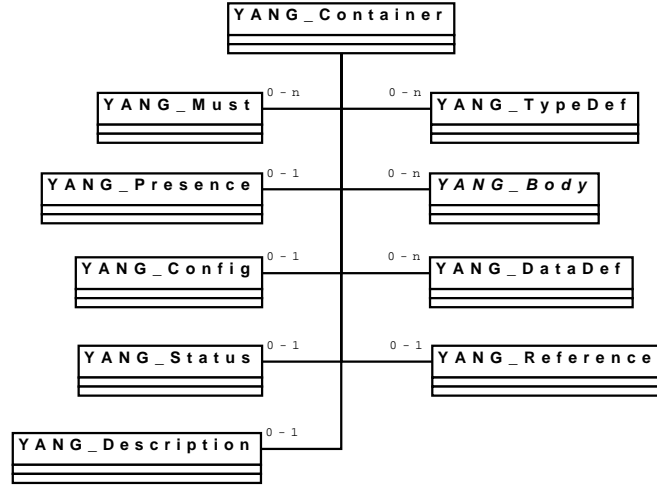 YANG_Container
0 - n
0 - n
YANG_Must
YANG_TypeDef
0 - 1
0 - n
YANG_Presence
YANG_Body
0 - 1
0 - n
YANG_Config
YANG_DataDef
0 - 1
0 - 1
YANG_Status
YANG_Reference
0 - 1
YANG_Description